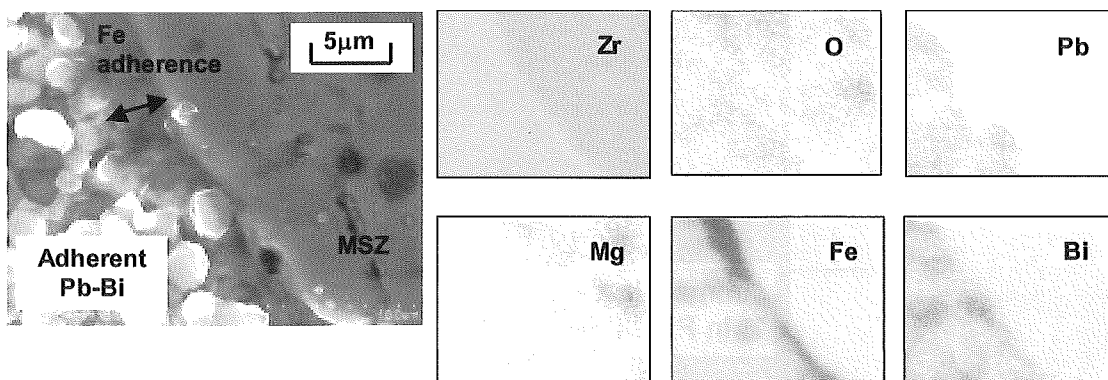 Fe
adherence
5μm
MSZ
Adherent
Pb-Bi
Zr
O
Pb
Mg
Fe
Bi